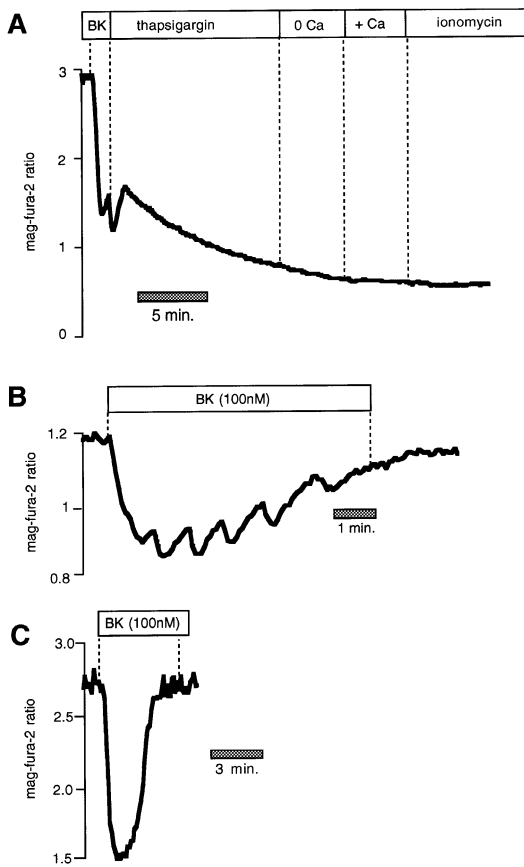 A
BK thapsigargin 0 Ca + Ca ionomycin
3
2
1
0
mag-fura-2 ratio
5 min.
B
BK (100nM)
1.2
1
0.8
mag-fura-2 ratio
1 min.
C
BK (100nM)
3.0
2.5
2.0
1.5
mag-fura-2 ratio
3 min.